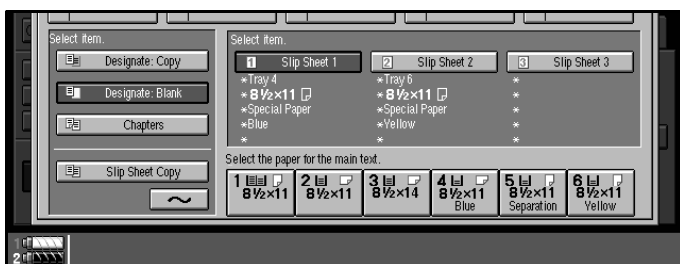 Select item.
Designate: Copy
Designate: Blank
Chapters
Slip Sheet Copy
Select item.
1 Slip Sheet 1
2 Slip Sheet 2
3 Slip Sheet 3
*Tray 4
*Tray 6
*
*8½×11
*8½×11
*
*Special Paper
*Special Paper
*
*Blue
*Yellow
*
*
*
*
Select the paper for the main text.
1 8½×11
2 8½×11
3 8½×14
4 8½×11 Blue
5 8½×11 Separation
6 8½×11 Yellow
1
2